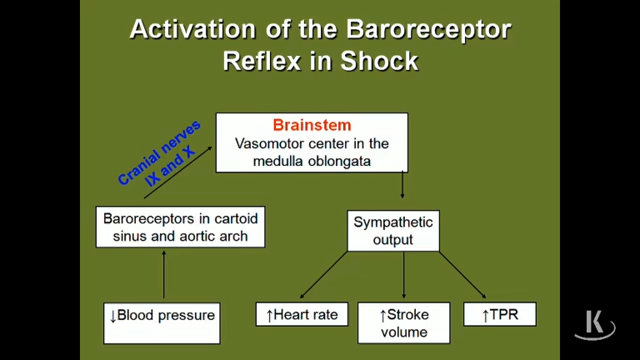 Activation of the Baroreceptor
Reflex in Shock
Cranial nerves
IX and X
Brainstem
Vasomotor center in the
medulla oblongata
Baroreceptors in cartoid
sinus and aortic arch
Sympathetic
output
↓Blood pressure
↑Heart rate
↑Stroke
volume
↑TPR
K